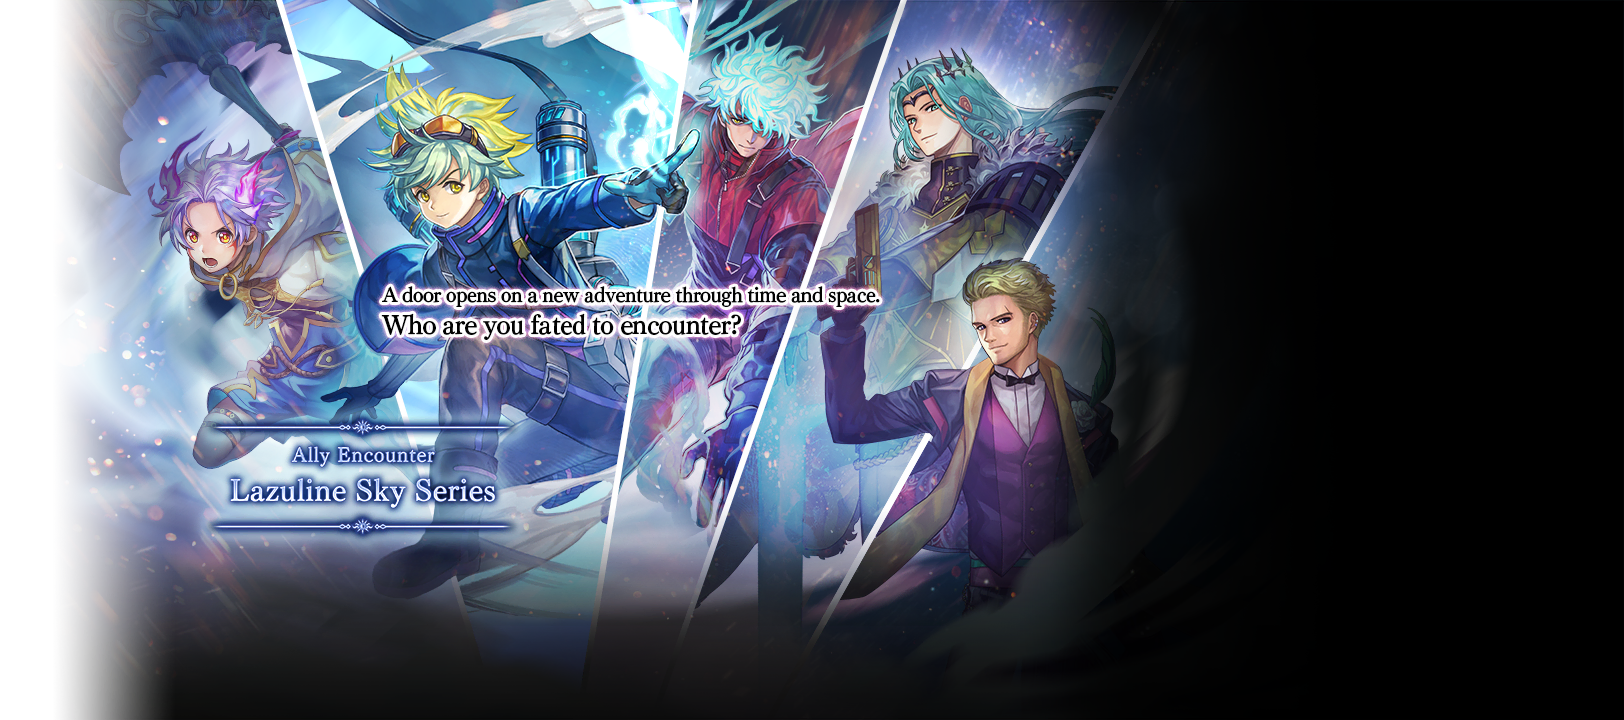 A door opens on a new adventure through time and space.
Who are you fated to encounter?
Ally Encounter
Lazuline Sky Series